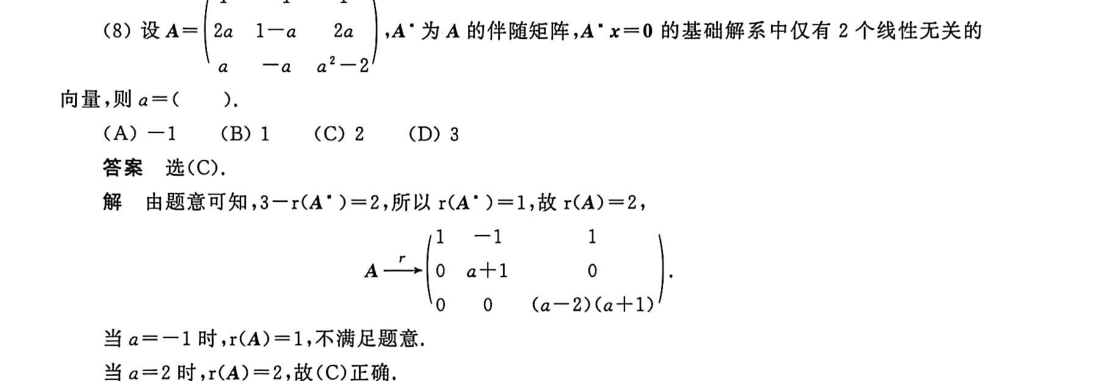 (8) 设 A=(2a 1-a 2a),A* 为 A 的伴随矩阵,A*x=0 的基础解系中仅有 2 个线性无关的
a -a a²-2
向量,则 a=( ).
(A) -1 (B) 1 (C) 2 (D) 3
答案 选(C).
解 由题意可知,3-r(A*)=2,所以 r(A*)=1,故 r(A)=2,
1 -1 1
A →r 0 a+1 0 .
0 0 (a-2)(a+1)
当 a=-1 时,r(A)=1,不满足题意.
当 a=2 时,r(A)=2,故(C)正确.